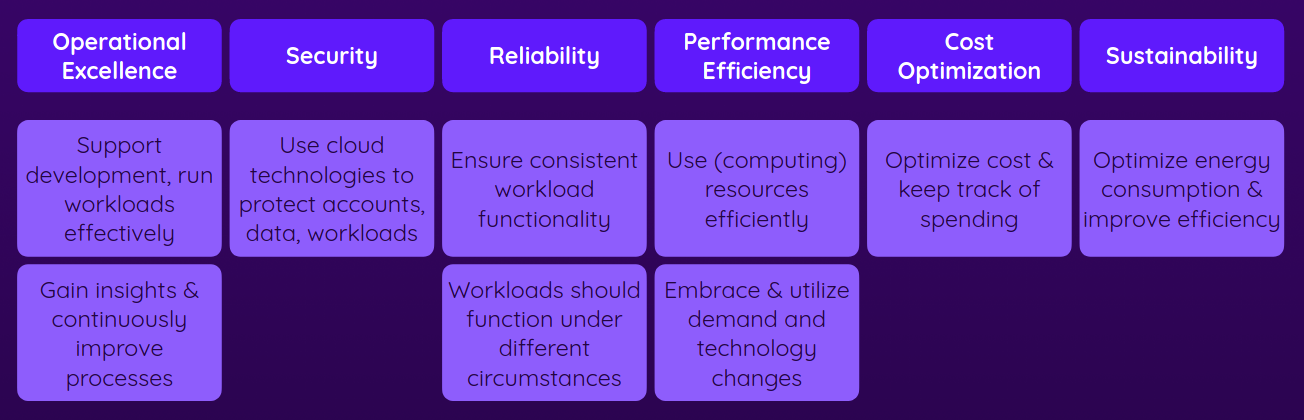 Operational
Excellence
Security
Reliability
Performance
Efficiency
Cost
Optimization
Sustainability
Support
development, run
workloads
effectively
Use cloud
technologies to
protect accounts,
data, workloads
Ensure consistent
workload
functionality
Use (computing)
resources
efficiently
Optimize cost &
keep track of
spending
Optimize energy
consumption &
improve efficiency
Gain insights &
continuously
improve
processes
Workloads should
function under
different
circumstances
Embrace & utilize
demand and
technology
changes